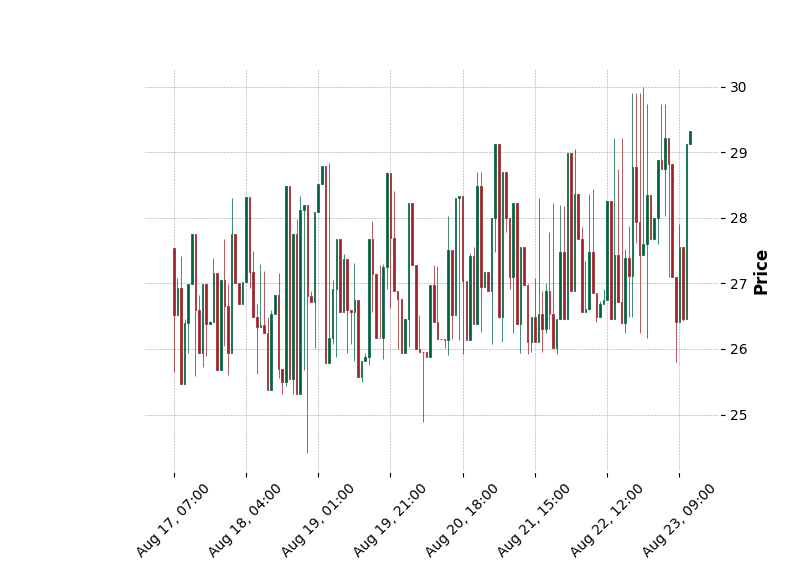 30
29
28
27
26
25
Price
Aug 17, 07:00
Aug 18, 04:00
Aug 19, 01:00
Aug 19, 21:00
Aug 20, 18:00
Aug 21, 15:00
Aug 22, 12:00
Aug 23, 09:00